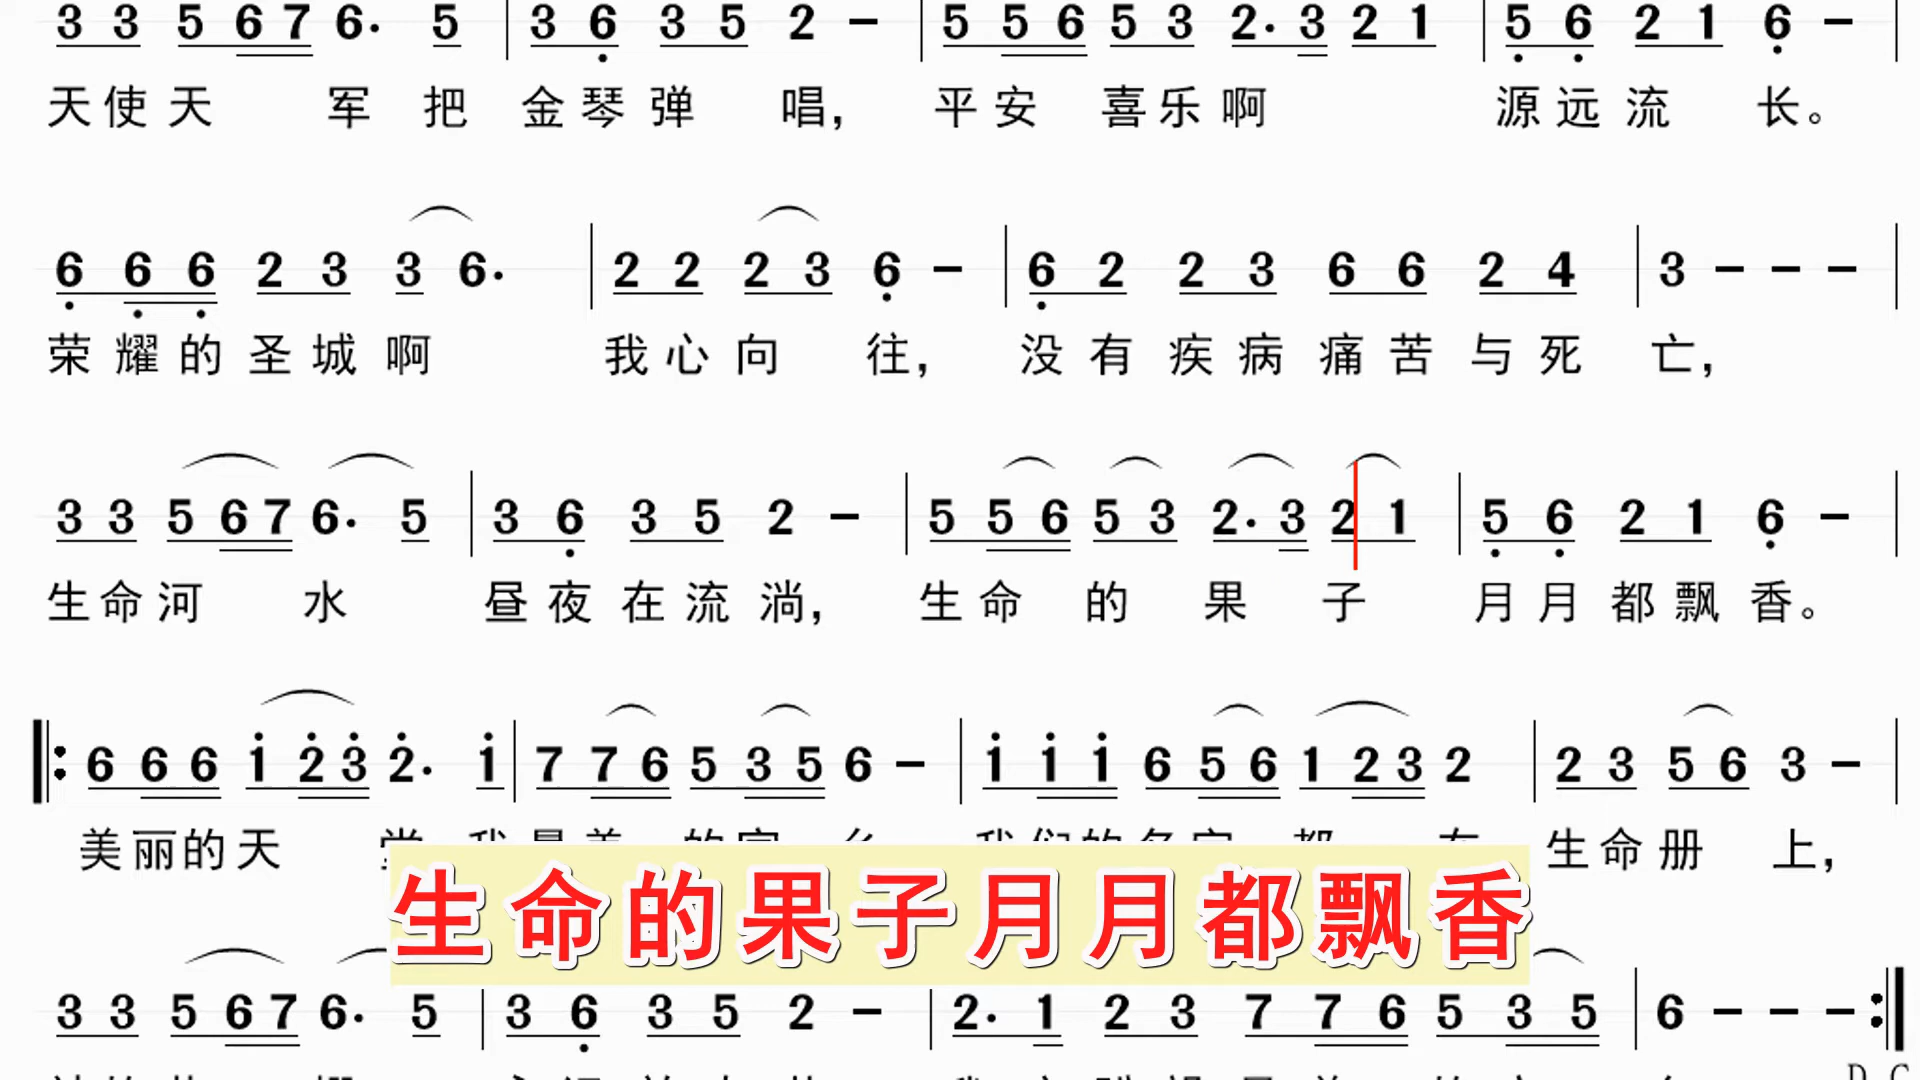 3 3 5 6 7 6. 5 | 3 6 3 5 2 – | 5 5 6 5 3 2. 3 2 1 | 5 6 2 1 6 – |
天使天 军 把 金琴弹 唱, 平安 喜乐啊 源远流 长。
6 6 6 2 3 3 6. | 2 2 2 3 6 – | 6 2 2 3 6 6 2 4 | 3 – – – |
荣耀的圣城啊 我心向 往, 没有疾病痛苦与死 亡,
3 3 5 6 7 6. 5 | 3 6 3 5 2 – | 5 5 6 5 3 2. 3 2 1 | 5 6 2 1 6 – |
生命河 水 昼夜在流淌, 生命 的 果 子 月月都飘香。
6 6 6 1 2 3 2. 1 | 7 7 6 5 3 5 6 – | 1 1 1 6 5 6 1 2 3 2 | 2 3 5 6 3 – |
美丽的天 生命册 上,
生命的果子月月都飘香
3 3 5 6 7 6. 5 | 3 6 3 5 2 – | 2. 1 2 3 7 7 6 5 3 5 | 6 – – –